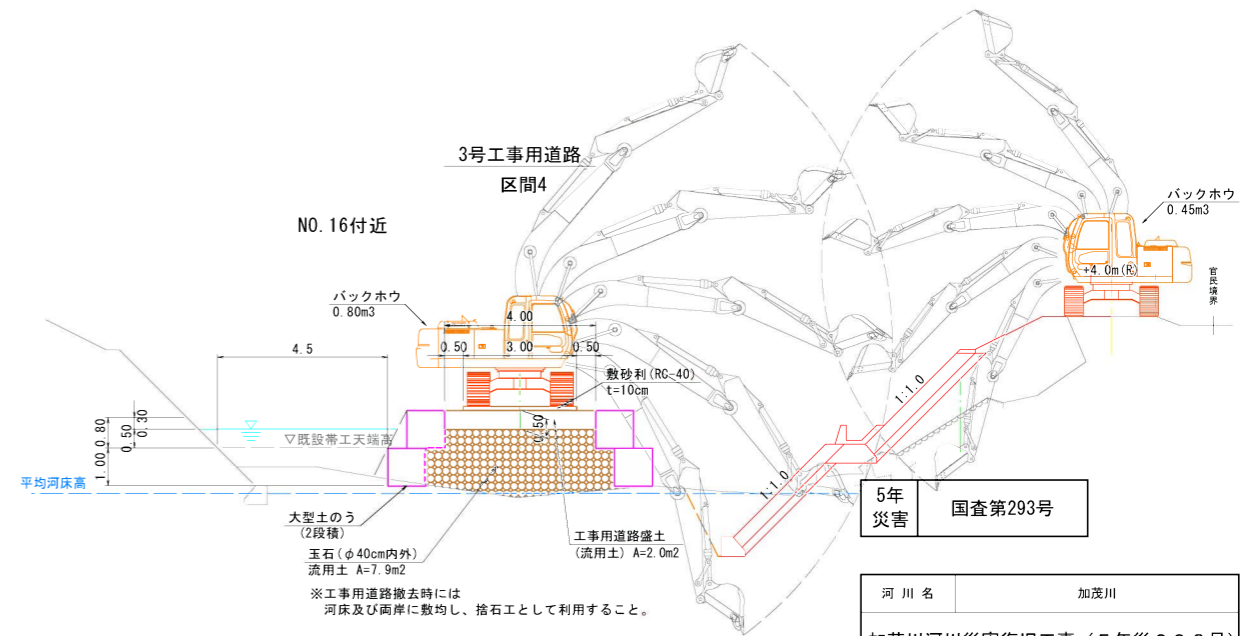 3号工事用道路
区間4
NO.16付近
バックホウ
0.45m3
+4.0m(R)
官民境界
バックホウ
0.80m3
4.00
0.50
3.00
0.50
4.5
敷砂利(RC-40)
t=10cm
1:1.0
0.30
0.80
0.50
0.50
▽既設帯工天端高
1.00
平均河床高
1:1.0
大型土のう
(2段積)
工事用道路盛土
(流用土) A=2.0m2
玉石(φ40cm内外)
流用土 A=7.9m2
※工事用道路撤去時には
河床及び両岸に敷均し、捨石工として利用すること。
5年
災害
国査第293号
河川名
加茂川